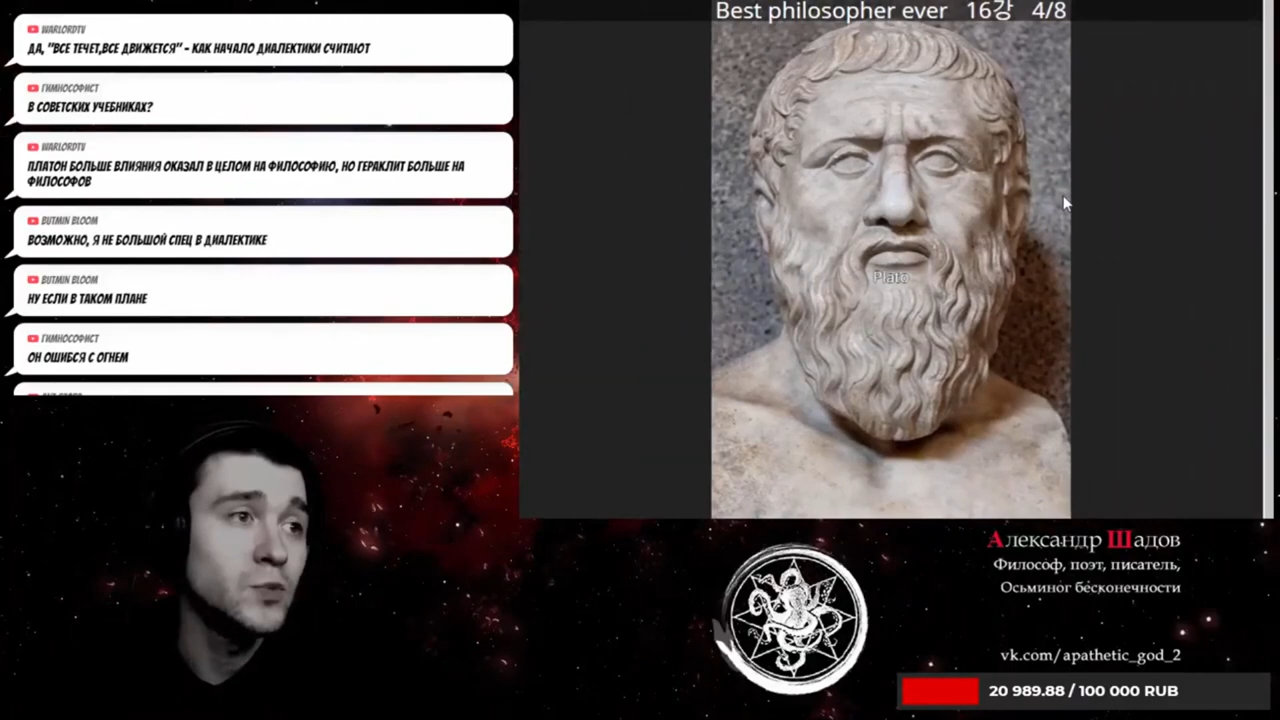 WARLORDTV
ДА, "ВСЕ ТЕЧЕТ,ВСЕ ДВИЖЕТСЯ" - КАК НАЧАЛО ДИАЛЕКТИКИ СЧИТАЮТ
ГИМНОСОФИСТ
В СОВЕТСКИХ УЧЕБНИКАХ?
WARLORDTV
ПЛАТОН БОЛЬШЕ ВЛИЯНИЯ ОКАЗАЛ В ЦЕЛОМ НА ФИЛОСОФИЮ, НО ГЕРАКЛИТ БОЛЬШЕ НА
ФИЛОСОФОВ
BUTMIN BLOOM
ВОЗМОЖНО, Я НЕ БОЛЬШОЙ СПЕЦ В ДИАЛЕКТИКЕ
BUTMIN BLOOM
НУ ЕСЛИ В ТАКОМ ПЛАНЕ
ГИМНОСОФИСТ
ОН ОШИБСЯ С ОГНЕМ
Best philosopher ever 16강 4/8
Plato
Александр Шадов
Философ, поэт, писатель,
Осьминог бесконечности
vk.com/apathetic_god_2
20 989.88 / 100 000 RUB